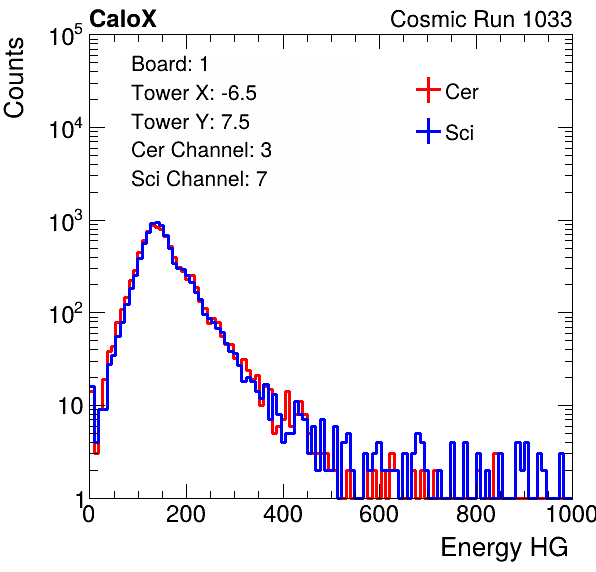 CaloX Cosmic Run 1033
Counts
10^5
10^4
10^3
10^2
10
1
Board: 1
Tower X: -6.5
Tower Y: 7.5
Cer Channel: 3
Sci Channel: 7
Cer
Sci
0 200 400 600 800 1000
Energy HG